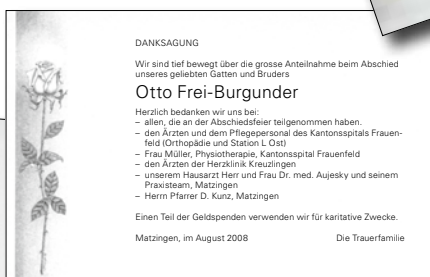 DANKSAGUNG
Wir sind tief bewegt über die grosse Anteilnahme beim Abschied
unseres geliebten Gatten und Bruders
Otto Frei-Burgunder
Herzlich bedanken wir uns bei:
– allen, die an der Abschiedsfeier teilgenommen haben.
– den Ärzten und dem Pflegepersonal des Kantonsspitals Frauen-
feld (Orthopädie und Station L Ost)
– Frau Müller, Physiotherapie, Kantonsspital Frauenfeld
– den Ärzten der Herzklinik Kreuzlingen
– unserem Hausarzt Herr und Frau Dr. med. Aujesky und seinem
Praxisteam, Matzingen
– Herrn Pfarrer D. Kunz, Matzingen
Einen Teil der Geldspenden verwenden wir für karitative Zwecke.
Matzingen, im August 2008 Die Trauerfamilie